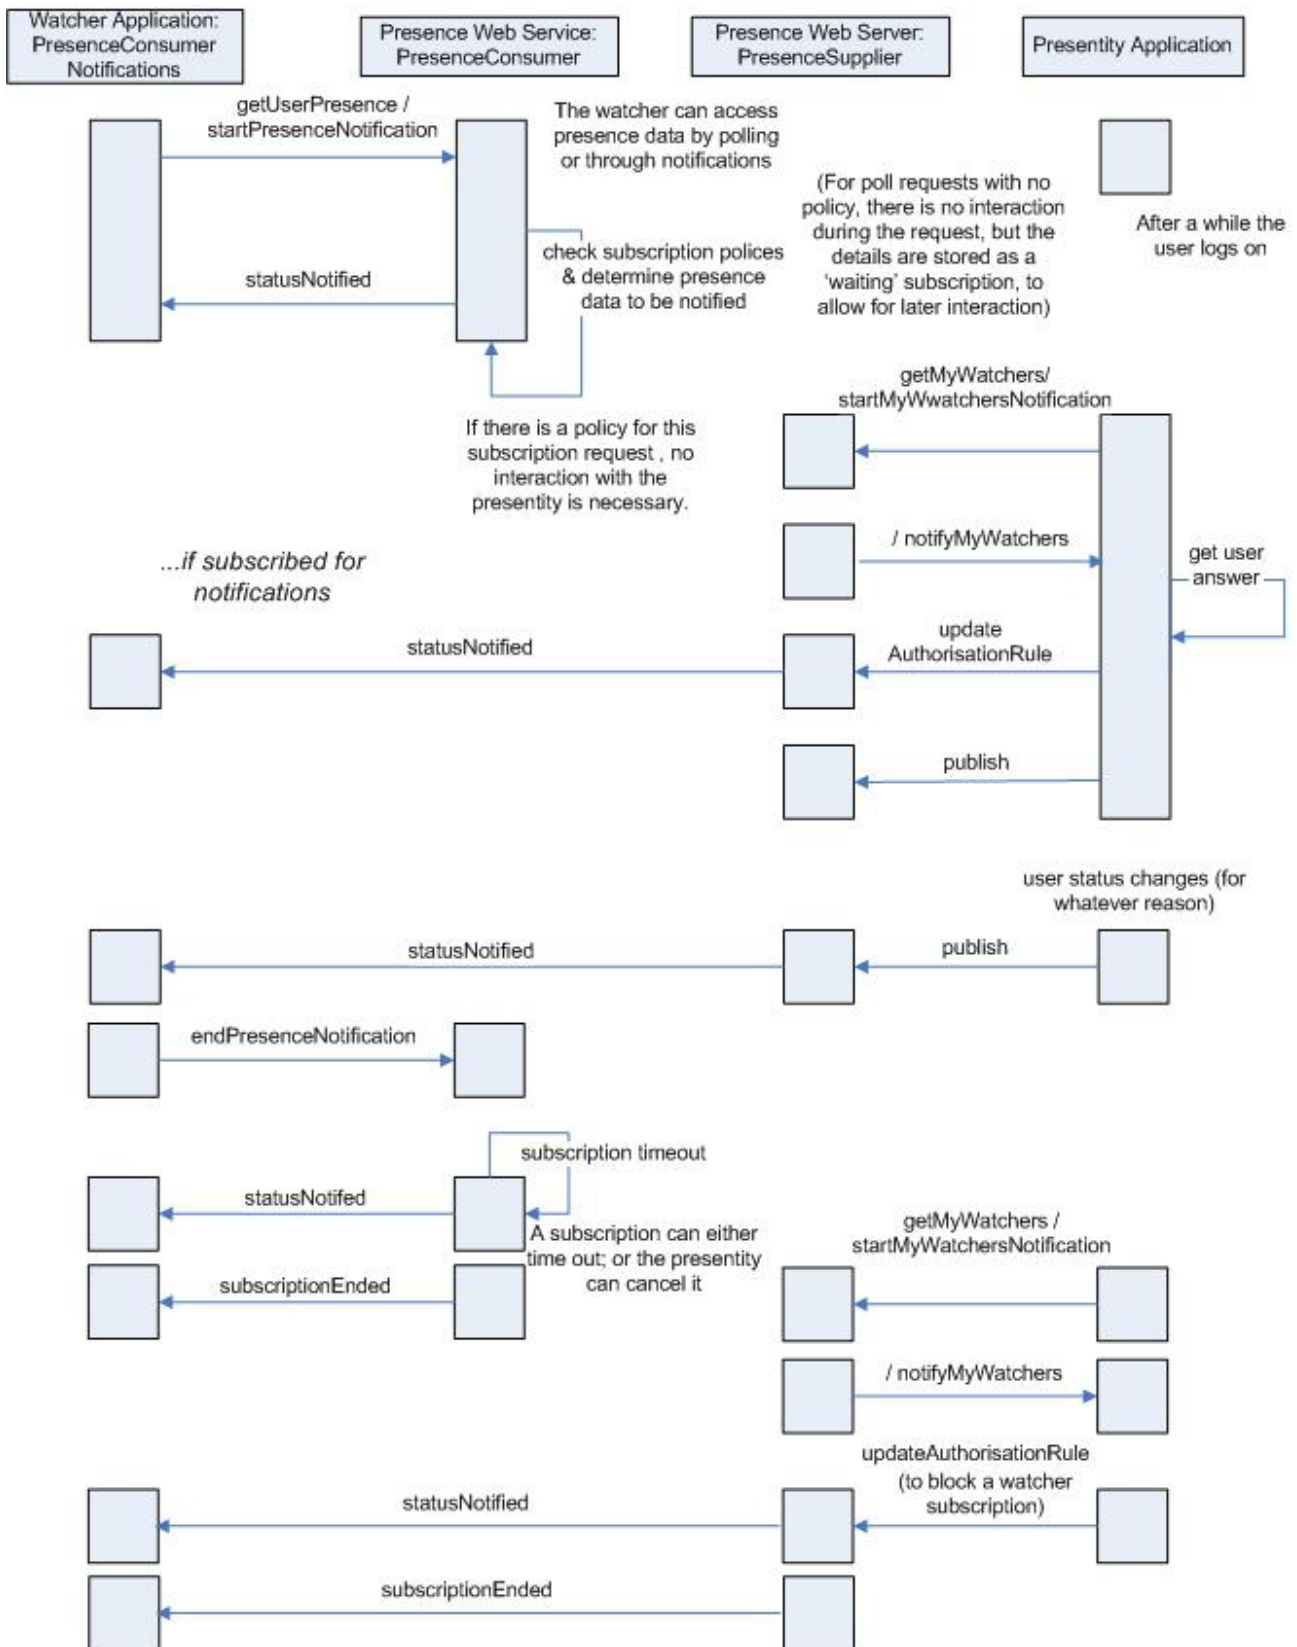 Watcher Application:
PresenceConsumer
Notifications
Presence Web Service:
PresenceConsumer
Presence Web Server:
PresenceSupplier
Presentity Application
getUserPresence /
startPresenceNotification
The watcher can access
presence data by polling
or through notifications
(For poll requests with no
policy, there is no interaction
during the request, but the
details are stored as a
‘waiting’ subscription, to
allow for later interaction)
After a while the
user logs on
check subscription polices
& determine presence
data to be notified
statusNotified
getMyWatchers/
startMyWwatchersNotification
If there is a policy for this
subscription request , no
interaction with the
presentity is necessary.
/ notifyMyWatchers
get user
answer
...if subscribed for
notifications
update
AuthorisationRule
statusNotified
publish
user status changes (for
whatever reason)
statusNotified
publish
endPresenceNotification
subscription timeout
statusNotifed
A subscription can either
time out; or the presentity
can cancel it
getMyWatchers /
startMyWatchersNotification
subscriptionEnded
/ notifyMyWatchers
updateAuthorisationRule
(to block a watcher
subscription)
statusNotified
subscriptionEnded